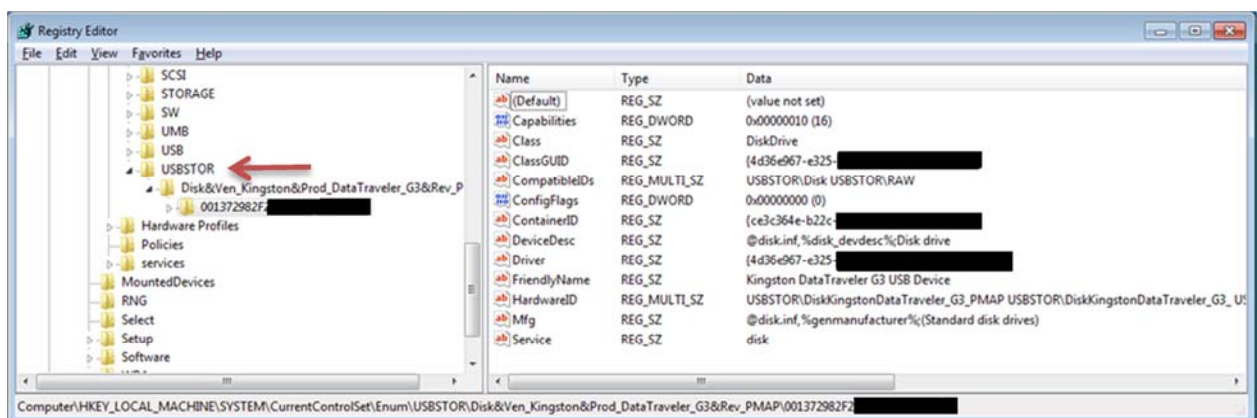 Registry Editor
File Edit View Favorites Help
SCSI
STORAGE
SW
UMB
USB
USBSTOR
Disk&Ven_Kingston&Prod_DataTraveler_G3&Rev_P
001372982F2
Hardware Profiles
Policies
services
MountedDevices
RNG
Select
Setup
Software
Name Type Data
(Default) REG_SZ (value not set)
Capabilities REG_DWORD 0x00000010 (16)
Class REG_SZ DiskDrive
ClassGUID REG_SZ {4d36e967-e325-
CompatibleIDs REG_MULTI_SZ USBSTOR\Disk USBSTOR\RAW
ConfigFlags REG_DWORD 0x00000000 (0)
ContainerID REG_SZ {ce3c364e-b22c-
DeviceDesc REG_SZ @disk.inf,%disk_devdesc%;Disk drive
Driver REG_SZ {4d36e967-e325-
FriendlyName REG_SZ Kingston DataTraveler G3 USB Device
HardwareID REG_MULTI_SZ USBSTOR\DiskKingstonDataTraveler_G3_PMAP USBSTOR\DiskKingstonDataTraveler_G3_ US
Mfg REG_SZ @disk.inf,%genmanufacturer%;(Standard disk drives)
Service REG_SZ disk
Computer\HKEY_LOCAL_MACHINE\SYSTEM\CurrentControlSet\Enum\USBSTOR\Disk&Ven_Kingston&Prod_DataTraveler_G3&Rev_PMAP\001372982F2